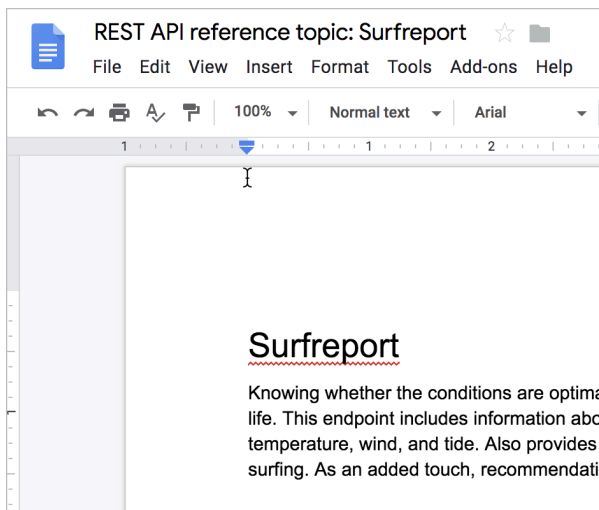 REST API reference topic: Surfreport
File Edit View Insert Format Tools Add-ons Help
100% Normal text Arial
1 1 2
1
Surfreport
Knowing whether the conditions are optima
life. This endpoint includes information abo
temperature, wind, and tide. Also provides
surfing. As an added touch, recommendati